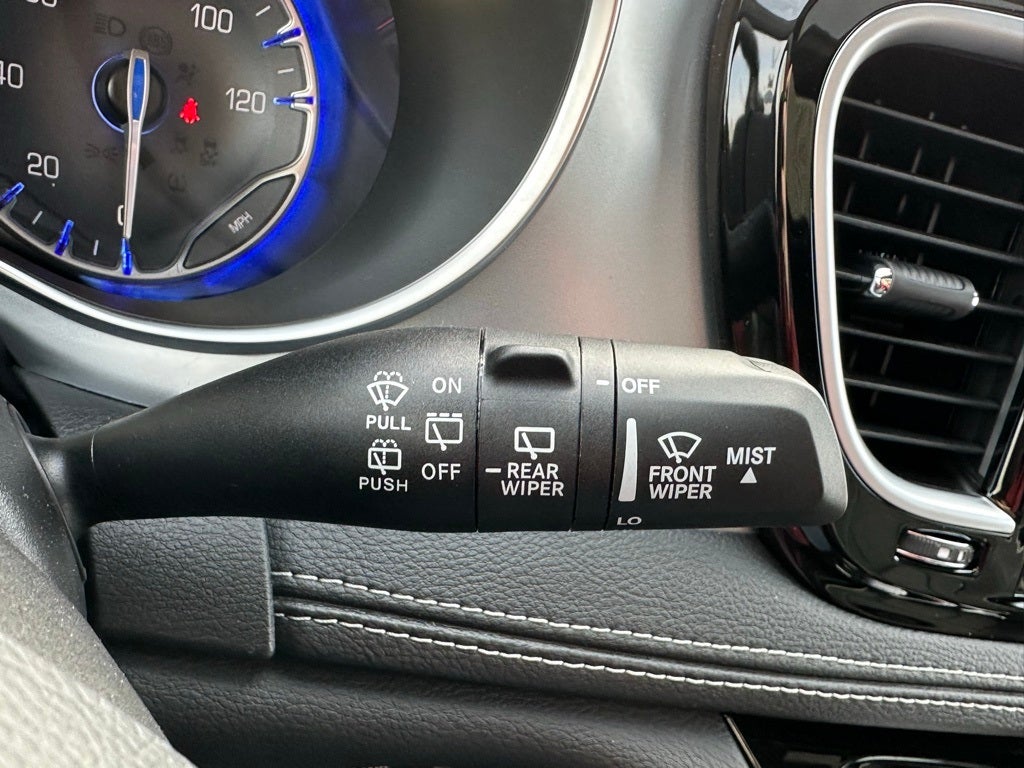 100
120
40
20
0
MPH
PULL
PUSH
ON
OFF
REAR
WIPER
OFF
FRONT
WIPER
LO
MIST